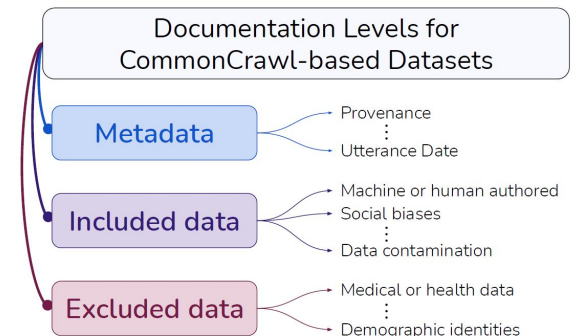 Documentation Levels for
CommonCrawl-based Datasets
Metadata
Provenance
Utterance Date
Included data
Machine or human authored
Social biases
Data contamination
Excluded data
Medical or health data
Demographic identities